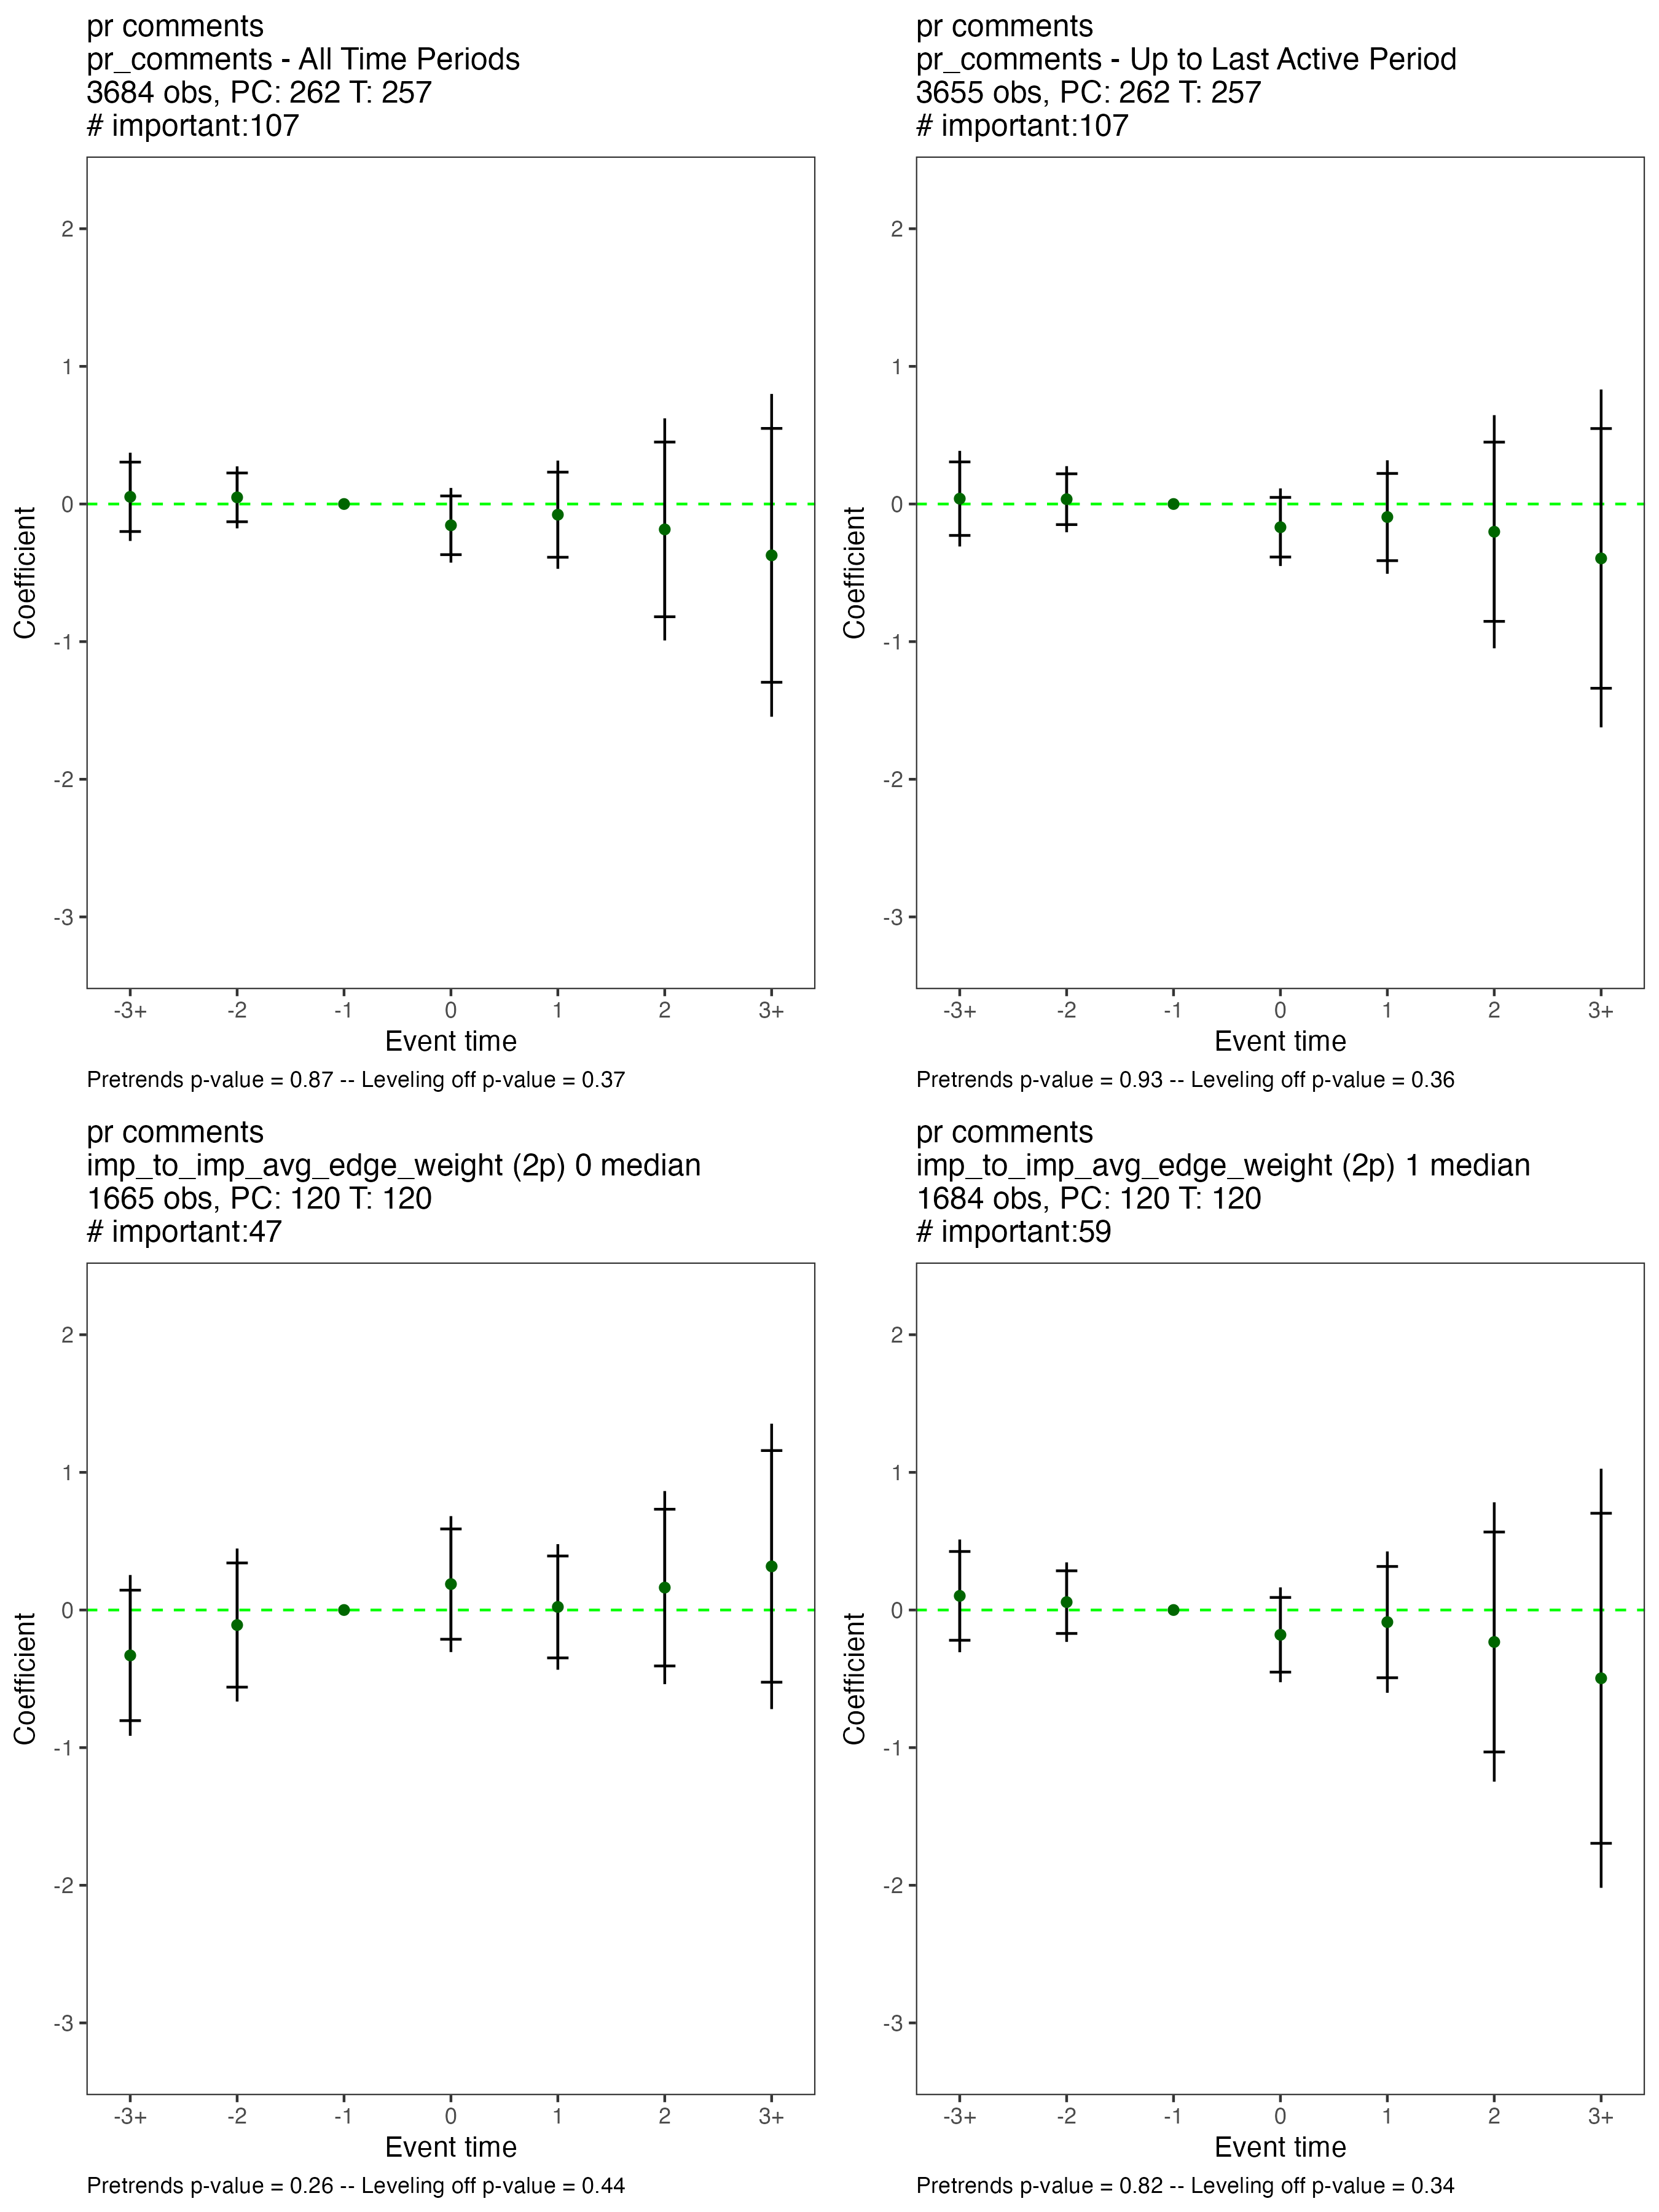 pr comments
pr_comments - All Time Periods
3684 obs, PC: 262 T: 257
# important:107
2
1
0
-1
-2
-3
Coefficient
-3+ -2 -1 0 1 2 3+
Event time
Pretrends p-value = 0.87 -- Leveling off p-value = 0.37
pr comments
pr_comments - Up to Last Active Period
3655 obs, PC: 262 T: 257
# important:107
2
1
0
-1
-2
-3
Coefficient
-3+ -2 -1 0 1 2 3+
Event time
Pretrends p-value = 0.93 -- Leveling off p-value = 0.36
pr comments
imp_to_imp_avg_edge_weight (2p) 0 median
1665 obs, PC: 120 T: 120
# important:47
2
1
0
-1
-2
-3
Coefficient
-3+ -2 -1 0 1 2 3+
Event time
Pretrends p-value = 0.26 -- Leveling off p-value = 0.44
pr comments
imp_to_imp_avg_edge_weight (2p) 1 median
1684 obs, PC: 120 T: 120
# important:59
2
1
0
-1
-2
-3
Coefficient
-3+ -2 -1 0 1 2 3+
Event time
Pretrends p-value = 0.82 -- Leveling off p-value = 0.34